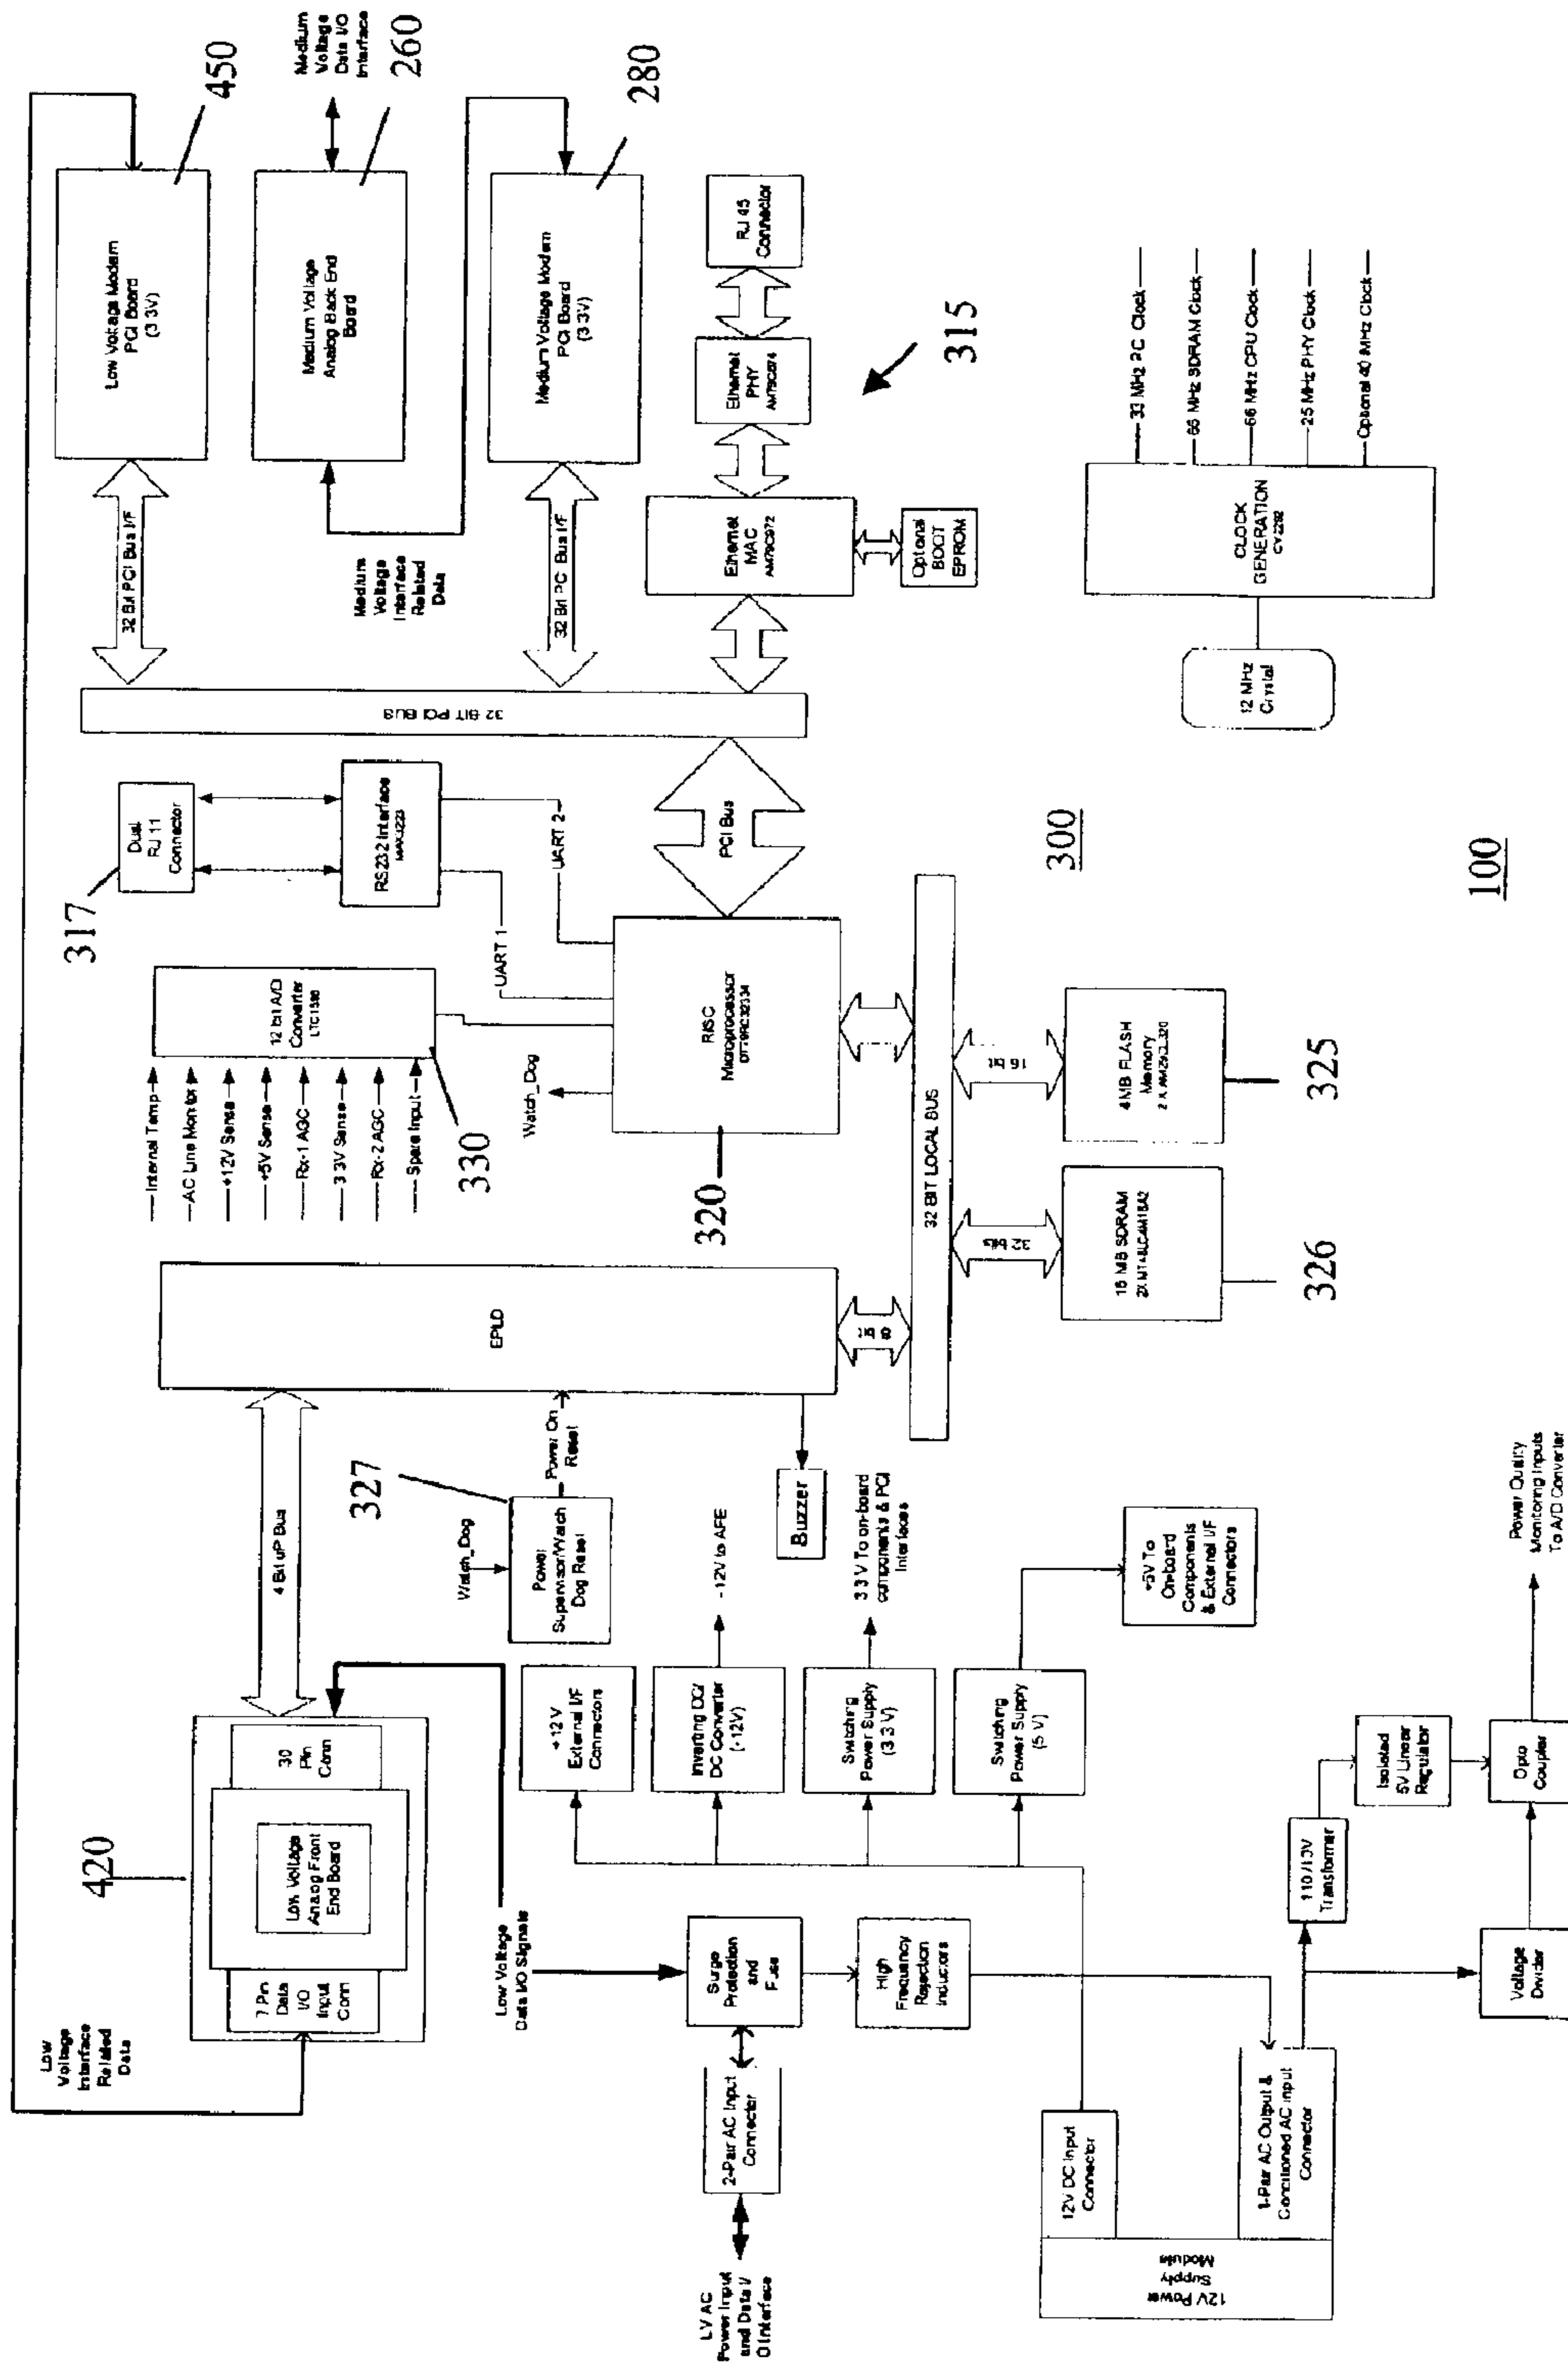 Low
Voltage
Interface
Related
Data
7 Pin
Data
I/O
Input
Conn
Low Voltage
Analog Front
End Board
30
Pin
Conn
420
4 Bit uP Bus
Low Voltage
Data I/O Signals
EPLD
327
Watch_Dog
Power
Supervisor/Watch
Dog Reset
Power On
Reset
Buzzer
Internal Temp
AC Line Monitor
+12V Sense
+5V Sense
Rx-1 AGC
3.3V Sense
Rx-2 AGC
Spare Input
12 bit A/D
Converter
330
317
Dual
RJ 11
Connector
RS232 Interface
MAX3223
UART 1
UART 2
Watch_Dog
RISC
Microprocessor
320
PCI Bus
32 BIT PCI BUS
32 Bit PCI Bus I/F
Low Voltage Modem
PCI Board
(3.3V)
450
Medium Voltage
Analog Back End
Board
Medium
Voltage
Data I/O
Interface
260
Medium
Voltage
Interface
Related
Data
32 Bit PC Bus I/F
Medium Voltage Modem
PCI Board
(3.3V)
280
Ethernet
MAC
AM79C972
Ethernet
PHY
AM79C874
RJ 45
Connector
Optional
BOOT
EPROM
315
32 BIT LOCAL BUS
32 bits
16 bit
16 MB SDRAM
326
4MB FLASH
Memory
325
300
12 MHz
Crystal
CLOCK
GENERATION
CY2292
33 MHz PC Clock
66 MHz SDRAM Clock
66 MHz CPU Clock
25 MHz PHY Clock
Optional 40 MHz Clock
LV AC
Power Input
and Data I/
O Interface
2-Pair AC Input
Connector
Surge
Protection
and
Fuse
High
Frequency
Rejection
Inductors
+12V
External I/F
Connectors
Inverting DC/
DC Converter
(-12V)
-12V to AFE
Switching
Power Supply
(3.3 V)
3.3 V To on-board
components & PCI
Interfaces
Switching
Power Supply
(5 V)
+5V To
On-board
Components
& External I/F
Connectors
12V Power
Supply
Module
12V DC Input
Connector
1-Pair AC Output &
Conditioned AC Input
Connector
110/10V
Transformer
Isolated
5V Linear
Regulator
Voltage
Divider
Opto
Coupler
Power Quality
Monitoring Inputs
To A/D Converter
100